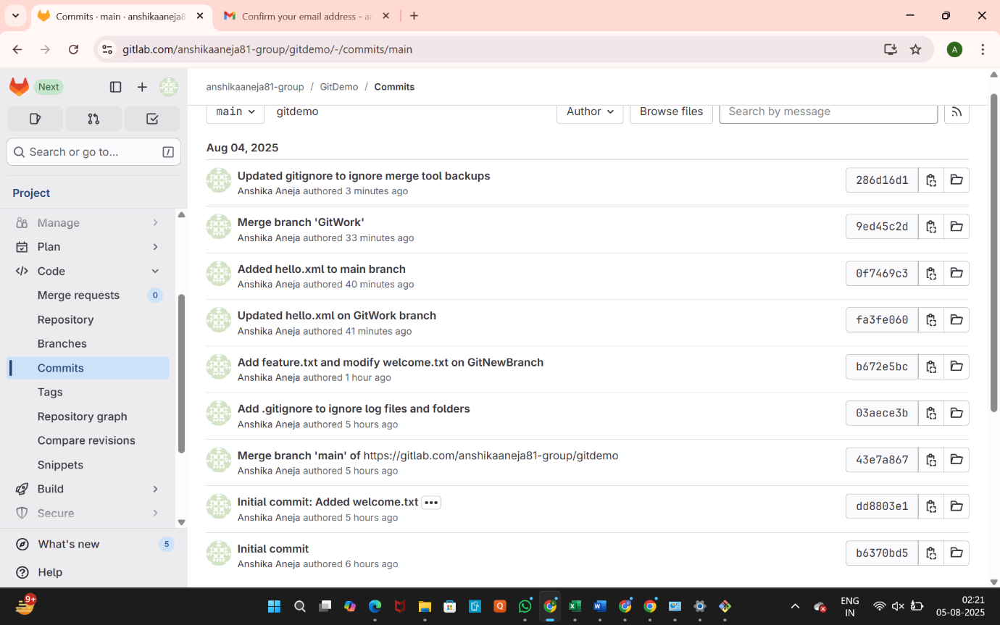 Commits · main · anshikaaneja8
Confirm your email address - ar
gitlab.com/anshikaaneja81-group/gitdemo/-/commits/main
A
Next
anshikaaneja81-group / GitDemo / Commits
main
gitdemo
Author
Browse files
Search by message
Search or go to...
/
Project
Manage
Plan
Code
Merge requests
0
Repository
Branches
Commits
Tags
Repository graph
Compare revisions
Snippets
Build
Secure
What's new
5
Help
Aug 04, 2025
Updated gitignore to ignore merge tool backups
Anshika Aneja authored 3 minutes ago
286d16d1
Merge branch 'GitWork'
Anshika Aneja authored 33 minutes ago
9ed45c2d
Added hello.xml to main branch
Anshika Aneja authored 40 minutes ago
0f7469c3
Updated hello.xml on GitWork branch
Anshika Aneja authored 41 minutes ago
fa3fe060
Add feature.txt and modify welcome.txt on GitNewBranch
Anshika Aneja authored 1 hour ago
b672e5bc
Add .gitignore to ignore log files and folders
Anshika Aneja authored 5 hours ago
03aece3b
Merge branch 'main' of https://gitlab.com/anshikaaneja81-group/gitdemo
Anshika Aneja authored 5 hours ago
43e7a867
Initial commit: Added welcome.txt •••
Anshika Aneja authored 5 hours ago
dd8803e1
Initial commit
Anshika Aneja authored 6 hours ago
b6370bd5
9+
ENG
IN
02:21
05-08-2025